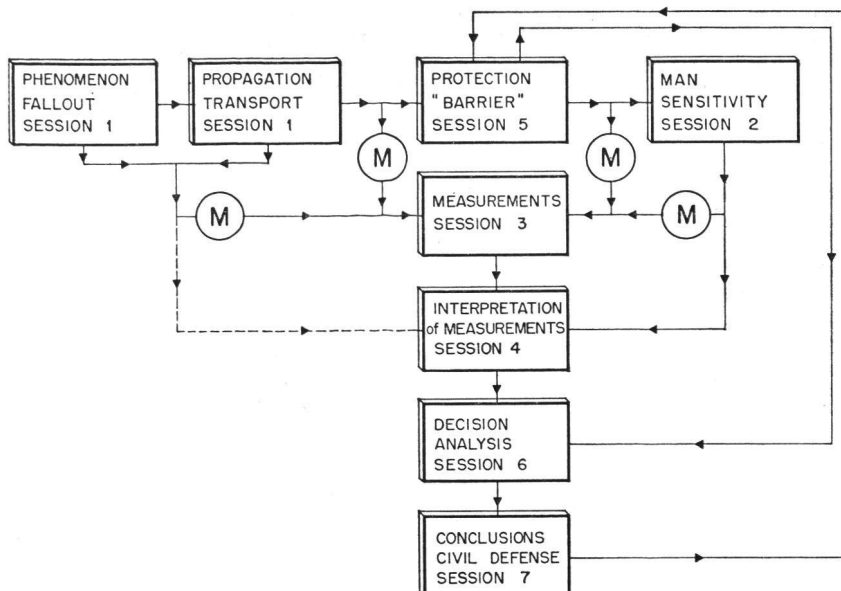 PHENOMENON
FALLOUT
SESSION 1
PROPAGATION
TRANSPORT
SESSION 1
PROTECTION
"BARRIER"
SESSION 5
MAN
SENSITIVITY
SESSION 2
M
M
M
M
MEASUREMENTS
SESSION 3
INTERPRETATION
of MEASUREMENTS
SESSION 4
DECISION
ANALYSIS
SESSION 6
CONCLUSIONS
CIVIL DEFENSE
SESSION 7